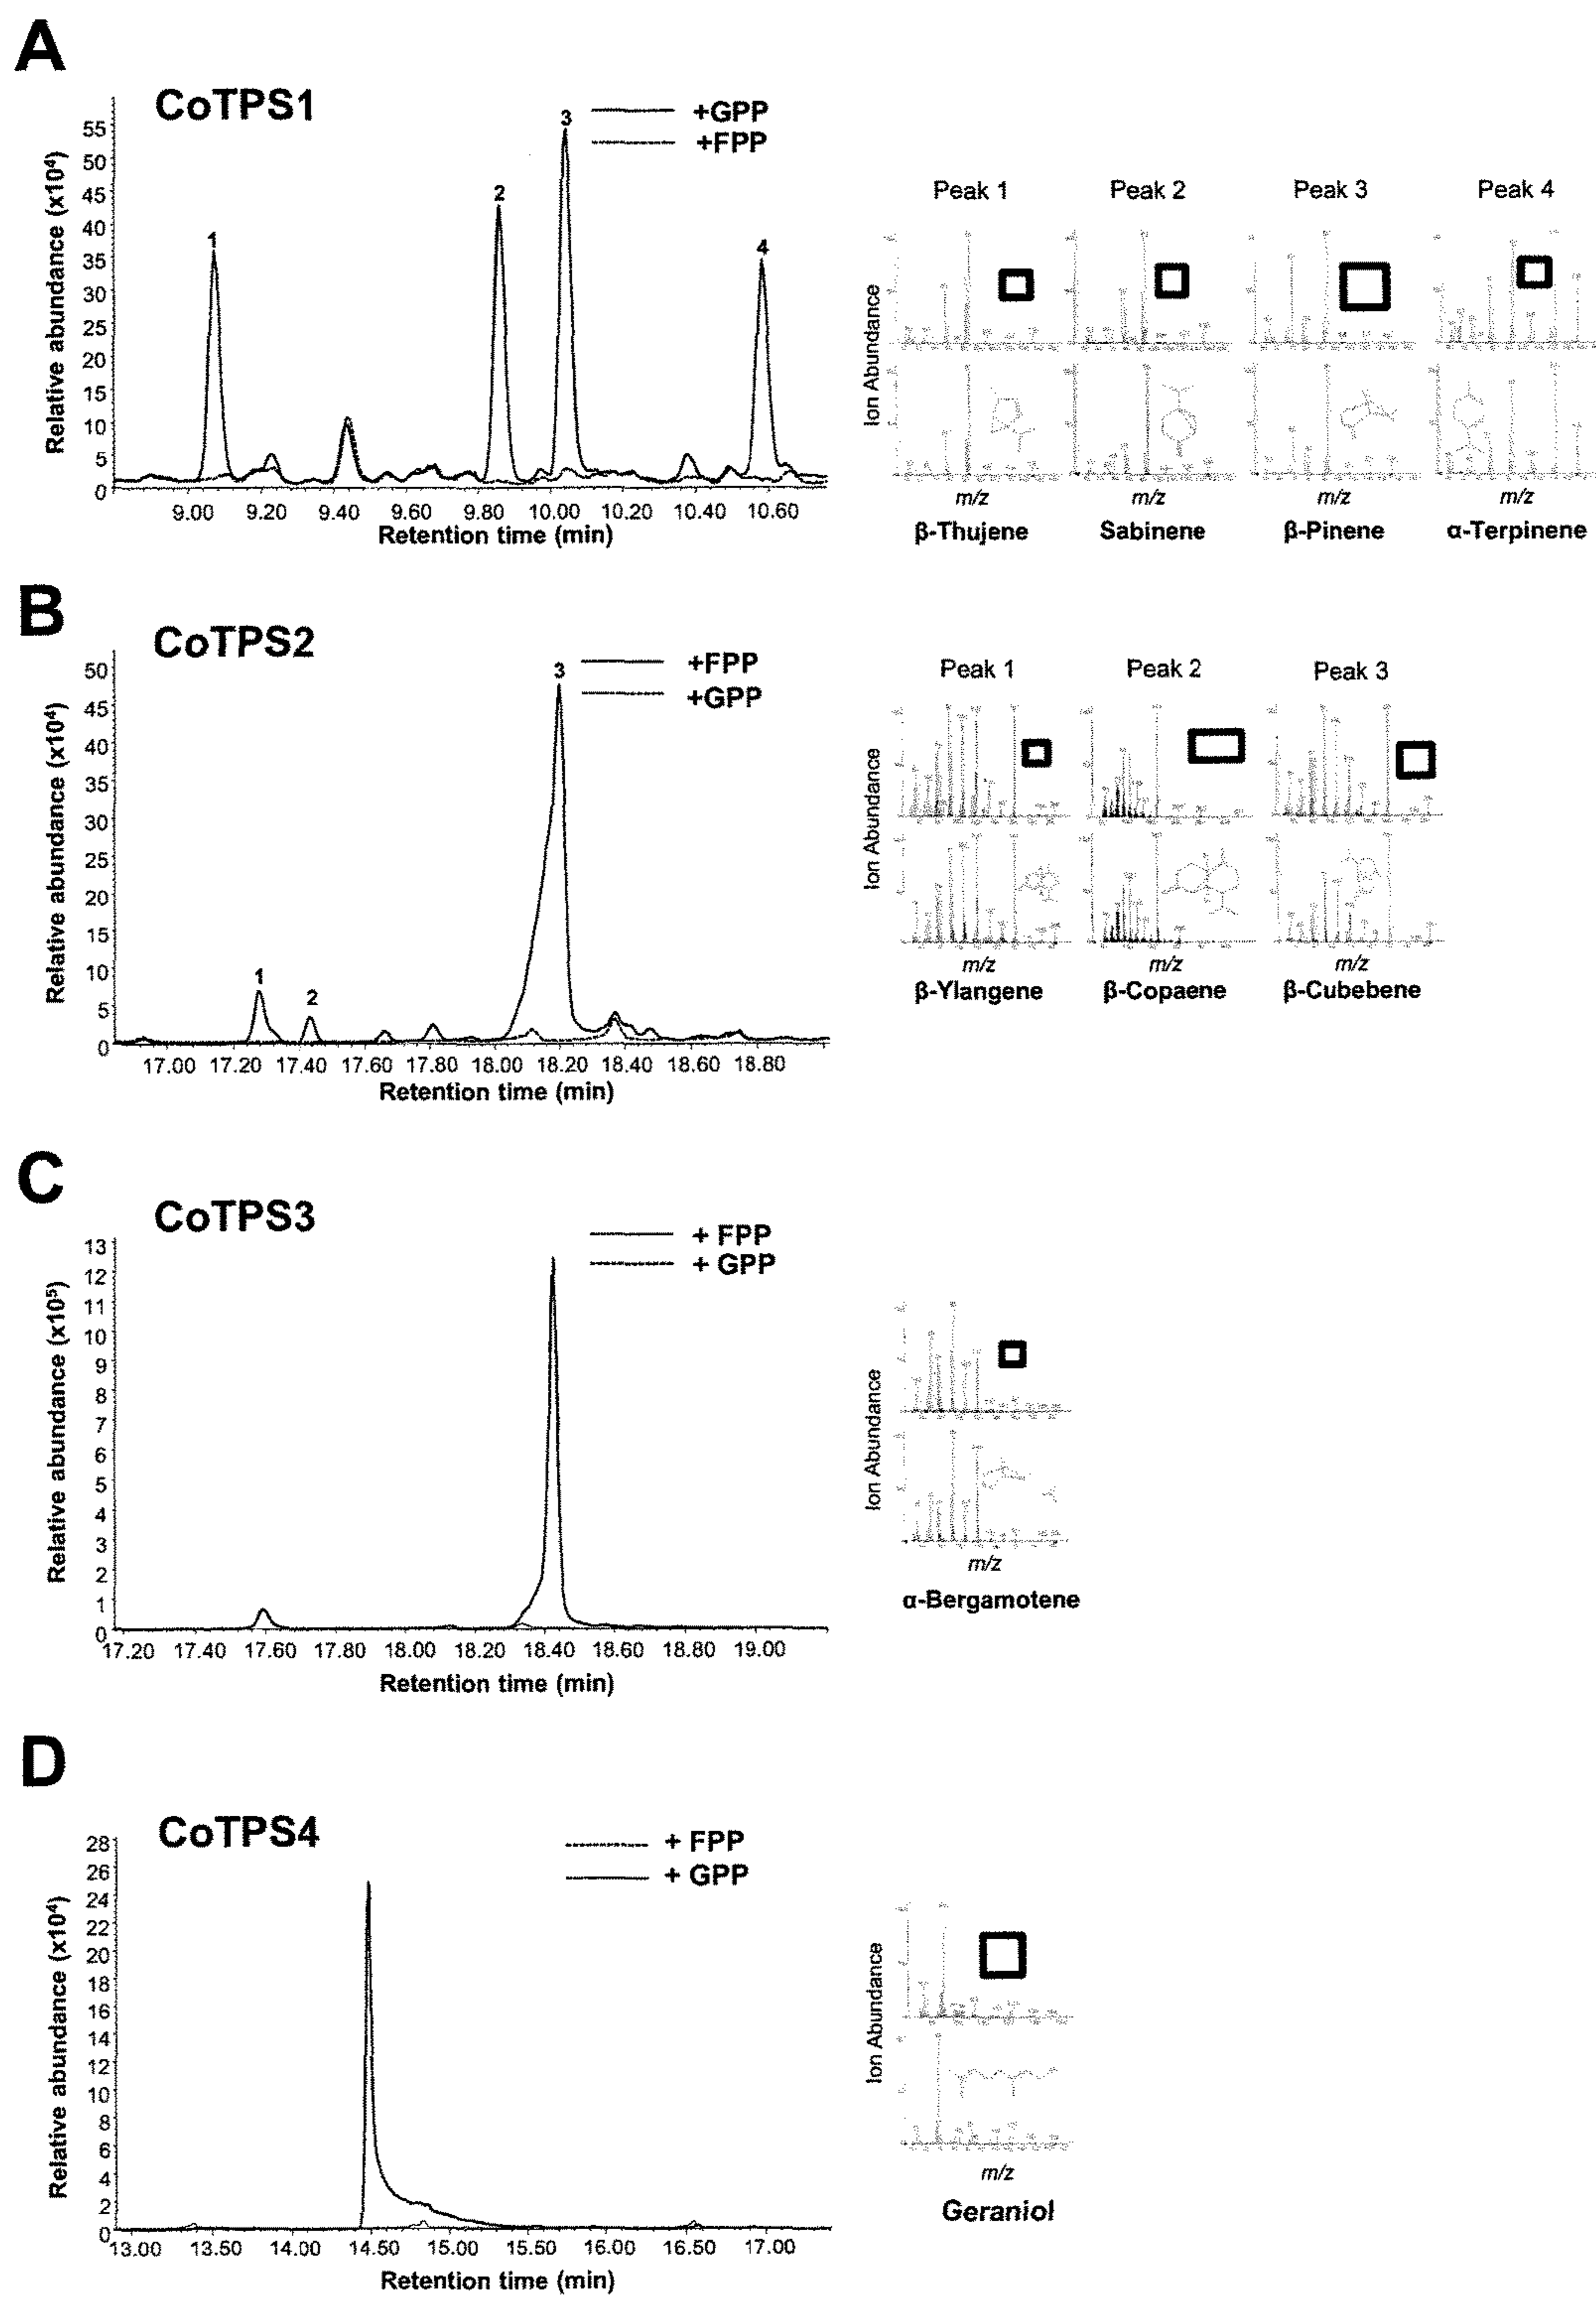 A
CoTPS1
+GPP
+FPP
Relative abundance (x10⁴)
55
50
45
40
35
30
25
20
15
10
5
0
1
2
3
4
9.00 9.20 9.40 9.60 9.80 10.00 10.20 10.40 10.60
Retention time (min)
Peak 1 Peak 2 Peak 3 Peak 4
Ion Abundance
Ion Abundance
m/z m/z m/z m/z
β-Thujene Sabinene β-Pinene α-Terpinene
B
CoTPS2
+FPP
+GPP
Relative abundance (x10⁴)
50
45
40
35
30
25
20
15
10
5
0
1
2
3
17.00 17.20 17.40 17.60 17.80 18.00 18.20 18.40 18.60 18.80
Retention time (min)
Peak 1 Peak 2 Peak 3
Ion Abundance
Ion Abundance
m/z m/z m/z
β-Ylangene β-Copaene β-Cubebene
C
CoTPS3
+ FPP
+ GPP
Relative abundance (x10⁵)
13
12
11
10
9
8
7
6
5
4
3
2
1
0
17.20 17.40 17.60 17.80 18.00 18.20 18.40 18.60 18.80 19.00
Retention time (min)
Ion Abundance
Ion Abundance
m/z
α-Bergamotene
D
CoTPS4
+ FPP
+ GPP
Relative abundance (x10⁴)
28
26
24
22
20
18
16
14
12
10
8
6
4
2
0
13.00 13.50 14.00 14.50 15.00 15.50 16.00 16.50 17.00
Retention time (min)
Ion Abundance
Ion Abundance
m/z
Geraniol